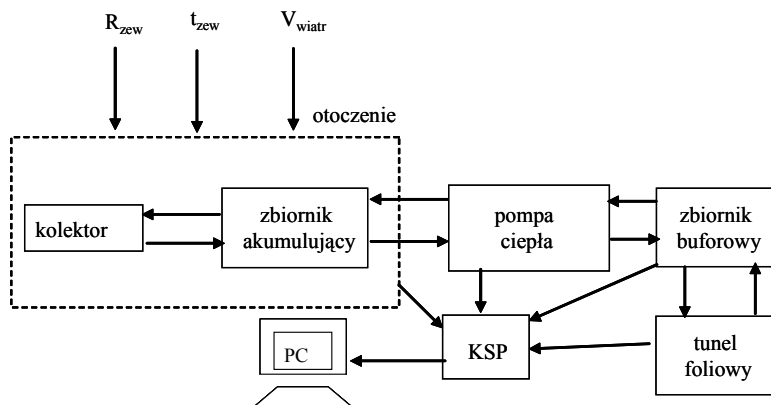 R_zew t_zew V_wiatr
otoczenie
kolektor
zbiornik
akumulujący
pompa
ciepła
zbiornik
buforowy
PC
KSP
tunel
foliowy